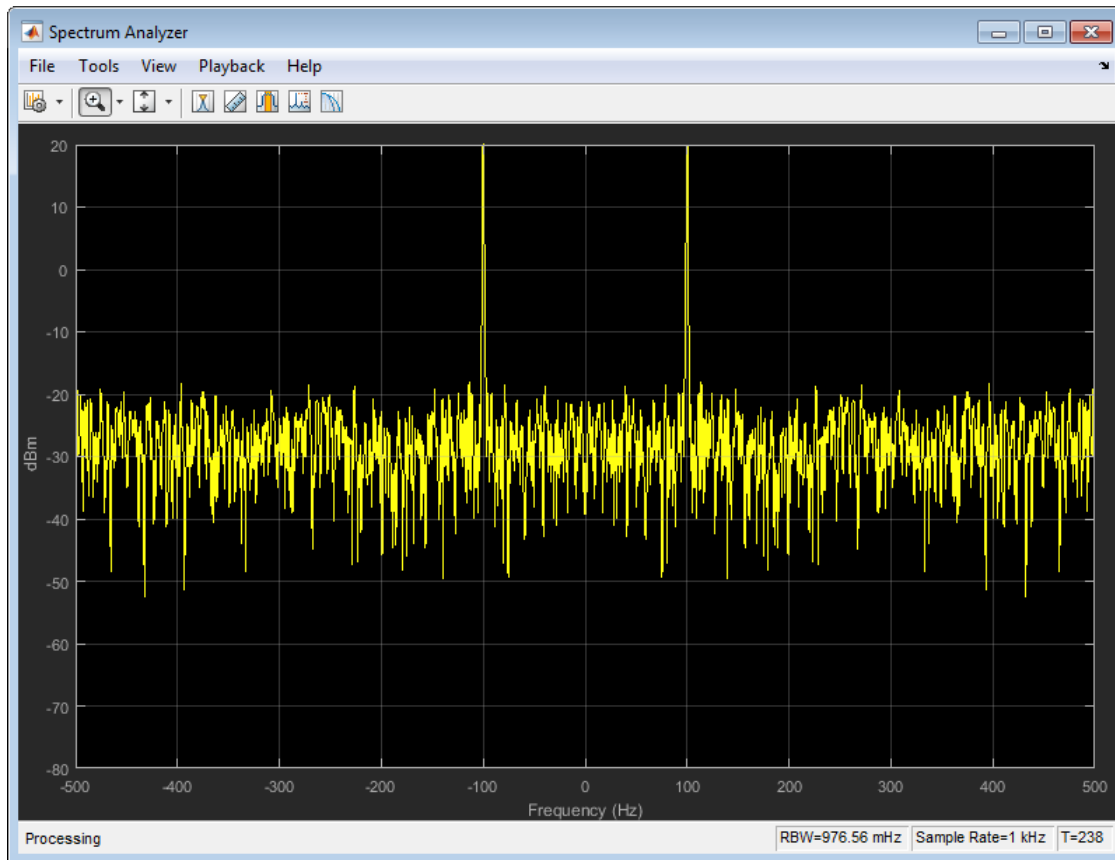 Spectrum Analyzer
File Tools View Playback Help
20
10
0
-10
-20
-30
-40
-50
-60
-70
-80
dBm
-500 -400 -300 -200 -100 0 100 200 300 400 500
Frequency (Hz)
Processing RBW=976.56 mHz Sample Rate=1 kHz T=238